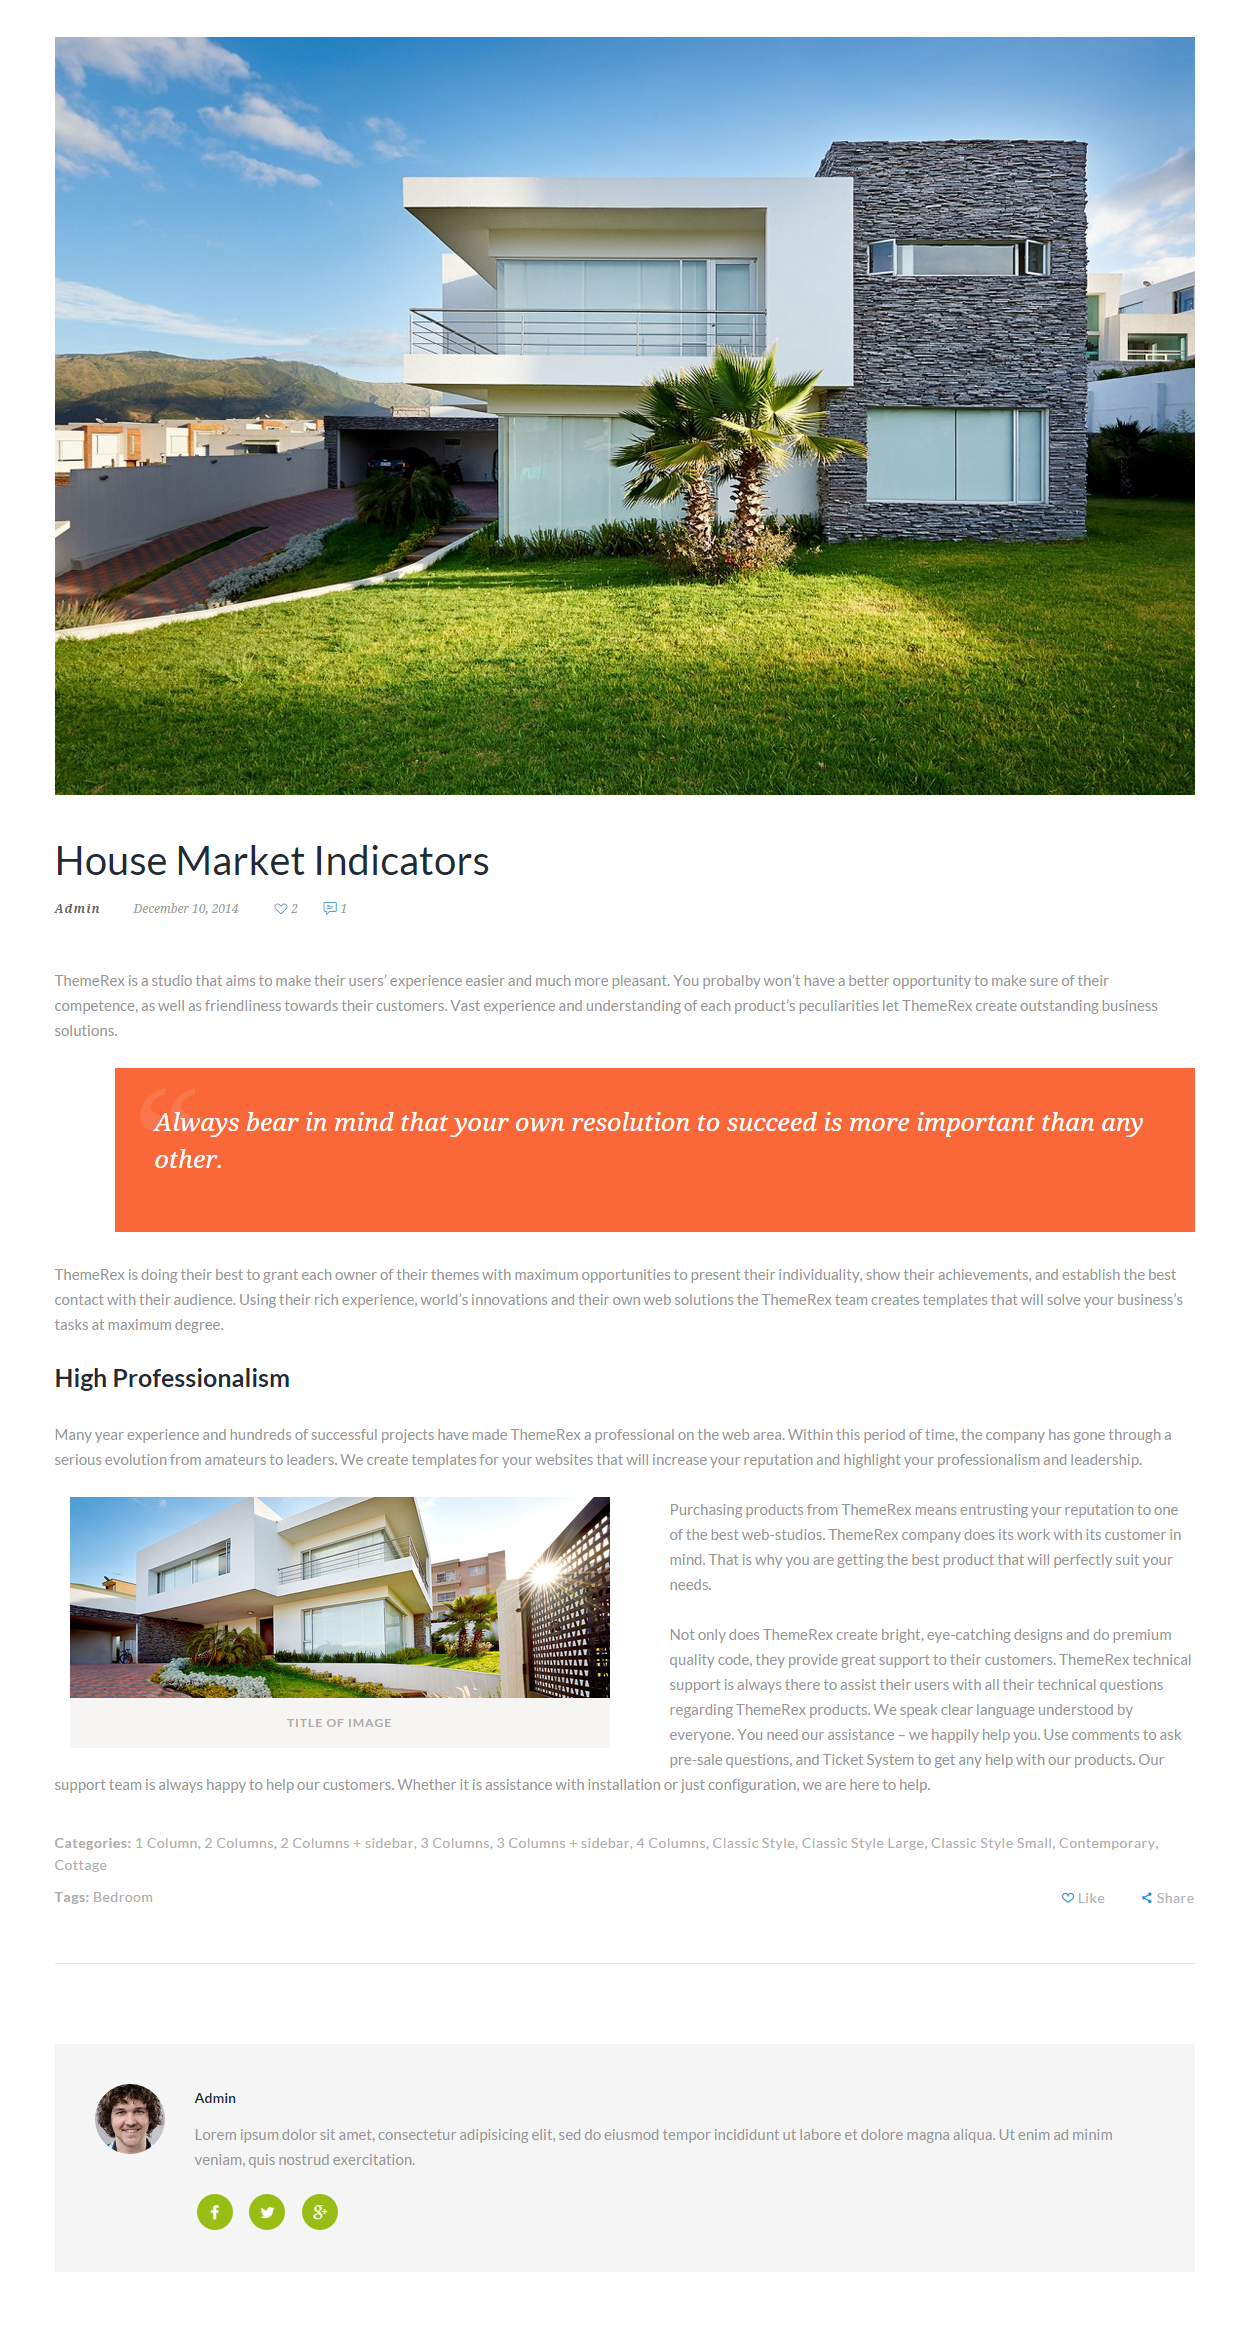 House Market Indicators
Admin December 10, 2014 2 1
ThemeRex is a studio that aims to make their users’ experience easier and much more pleasant. You probalby won’t have a better opportunity to make sure of their
competence, as well as friendliness towards their customers. Vast experience and understanding of each product’s peculiarities let ThemeRex create outstanding business
solutions.
“
Always bear in mind that your own resolution to succeed is more important than any
other.
ThemeRex is doing their best to grant each owner of their themes with maximum opportunities to present their individuality, show their achievements, and establish the best
contact with their audience. Using their rich experience, world’s innovations and their own web solutions the ThemeRex team creates templates that will solve your business’s
tasks at maximum degree.
High Professionalism
Many year experience and hundreds of successful projects have made ThemeRex a professional on the web area. Within this period of time, the company has gone through a
serious evolution from amateurs to leaders. We create templates for your websites that will increase your reputation and highlight your professionalism and leadership.
TITLE OF IMAGE
Purchasing products from ThemeRex means entrusting your reputation to one
of the best web-studios. ThemeRex company does its work with its customer in
mind. That is why you are getting the best product that will perfectly suit your
needs.
Not only does ThemeRex create bright, eye-catching designs and do premium
quality code, they provide great support to their customers. ThemeRex technical
support is always there to assist their users with all their technical questions
regarding ThemeRex products. We speak clear language understood by
everyone. You need our assistance – we happily help you. Use comments to ask
pre-sale questions, and Ticket System to get any help with our products. Our
support team is always happy to help our customers. Whether it is assistance with installation or just configuration, we are here to help.
Categories: 1 Column, 2 Columns, 2 Columns + sidebar, 3 Columns, 3 Columns + sidebar, 4 Columns, Classic Style, Classic Style Large, Classic Style Small, Contemporary,
Cottage
Tags: Bedroom Like Share
Admin
Lorem ipsum dolor sit amet, consectetur adipisicing elit, sed do eiusmod tempor incididunt ut labore et dolore magna aliqua. Ut enim ad minim
veniam, quis nostrud exercitation.